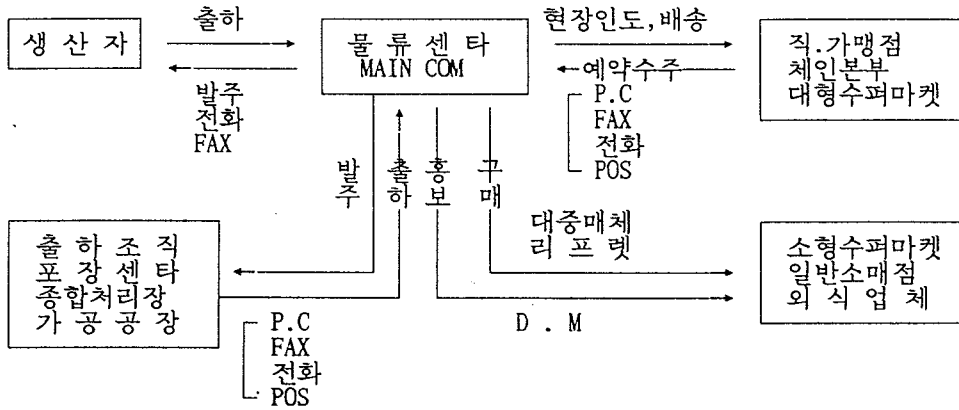 출하
현장인도,배송
생 산 자
물 류 센 타
MAIN COM
직.가맹점
체인본부
대형수퍼마켓
예약수주
발주
전화
FAX
P.C
FAX
전화
POS
발주
출하
홍보
구매
대중매체
리 프 렛
출 하 조 직
포 장 센 타
종합처리장
가 공 공 장
소형수퍼마켓
일반소매점
외 식 업 체
P.C
FAX
전화
POS
D . M